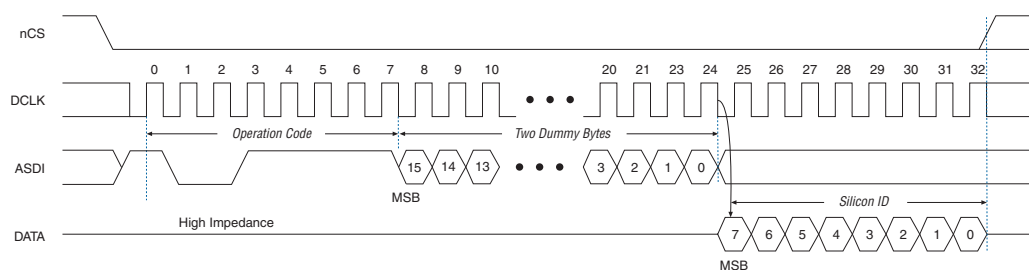 nCS
0 1 2 3 4 5 6 7 8 9 10 20 21 23 24 25 26 27 28 29 30 31 32
DCLK
Operation Code Two Dummy Bytes
ASDI 15 14 13 3 2 1 0
MSB
Silicon ID
High Impedance
DATA 7 6 5 4 3 2 1 0
MSB